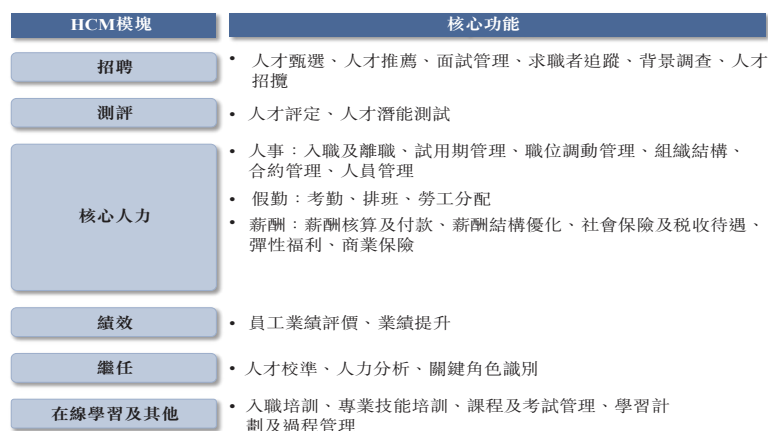 HCM模塊 核心功能
招聘
• 人才甄選、人才推薦、面試管理、求職者追蹤、背景調查、人才
招攬
測評
• 人才評定、人才潛能測試
核心人力
• 人事：入職及離職、試用期管理、職位調動管理、組織結構、
合約管理、人員管理
• 假勤：考勤、排班、勞工分配
• 薪酬：薪酬核算及付款、薪酬結構優化、社會保險及稅收待遇、
彈性福利、商業保險
績效
• 員工業績評價、業績提升
繼任
• 人才校準、人力分析、關鍵角色識別
在線學習及其他
• 入職培訓、專業技能培訓、課程及考試管理、學習計
劃及過程管理